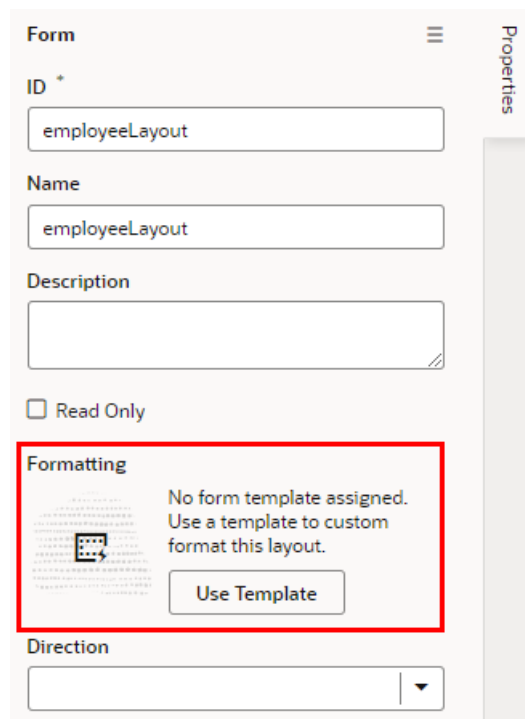 Form
Properties
ID *
employeeLayout
Name
employeeLayout
Description
Read Only
Formatting
No form template assigned.
Use a template to custom
format this layout.
Use Template
Direction